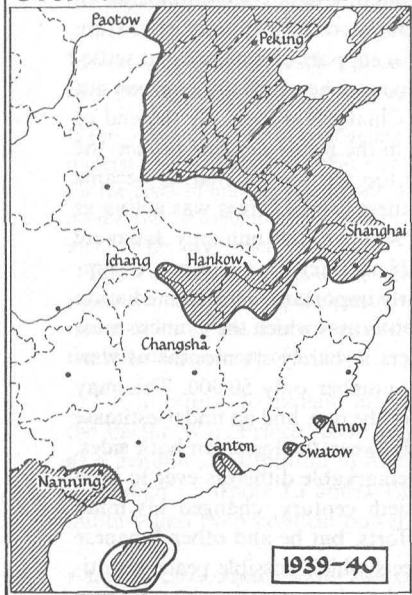 Paotow
Peking
Shanghai
Ichang
Hankow
Changsha
Amoy
Canton
Swatow
Nanning
1939-40